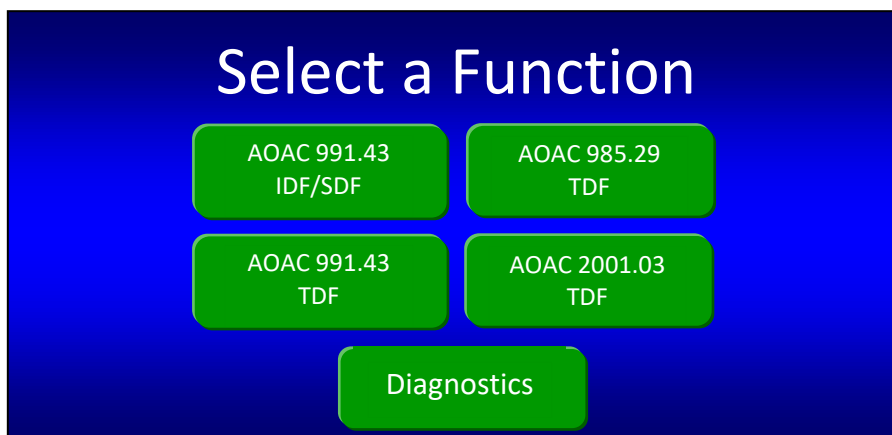 Select a Function
AOAC 991.43
IDF/SDF
AOAC 985.29
TDF
AOAC 991.43
TDF
AOAC 2001.03
TDF
Diagnostics